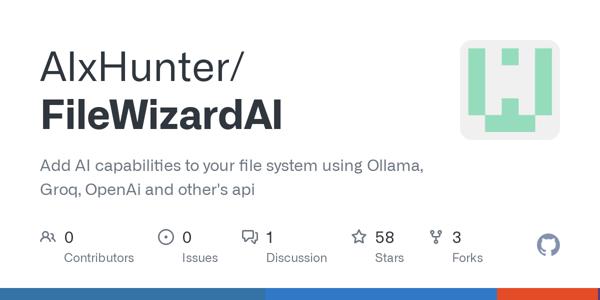 AIxHunter/
FileWizardAI
Add AI capabilities to your file system using Ollama,
Groq, OpenAi and other's api
0
Contributors
0
Issues
1
Discussion
58
Stars
3
Forks